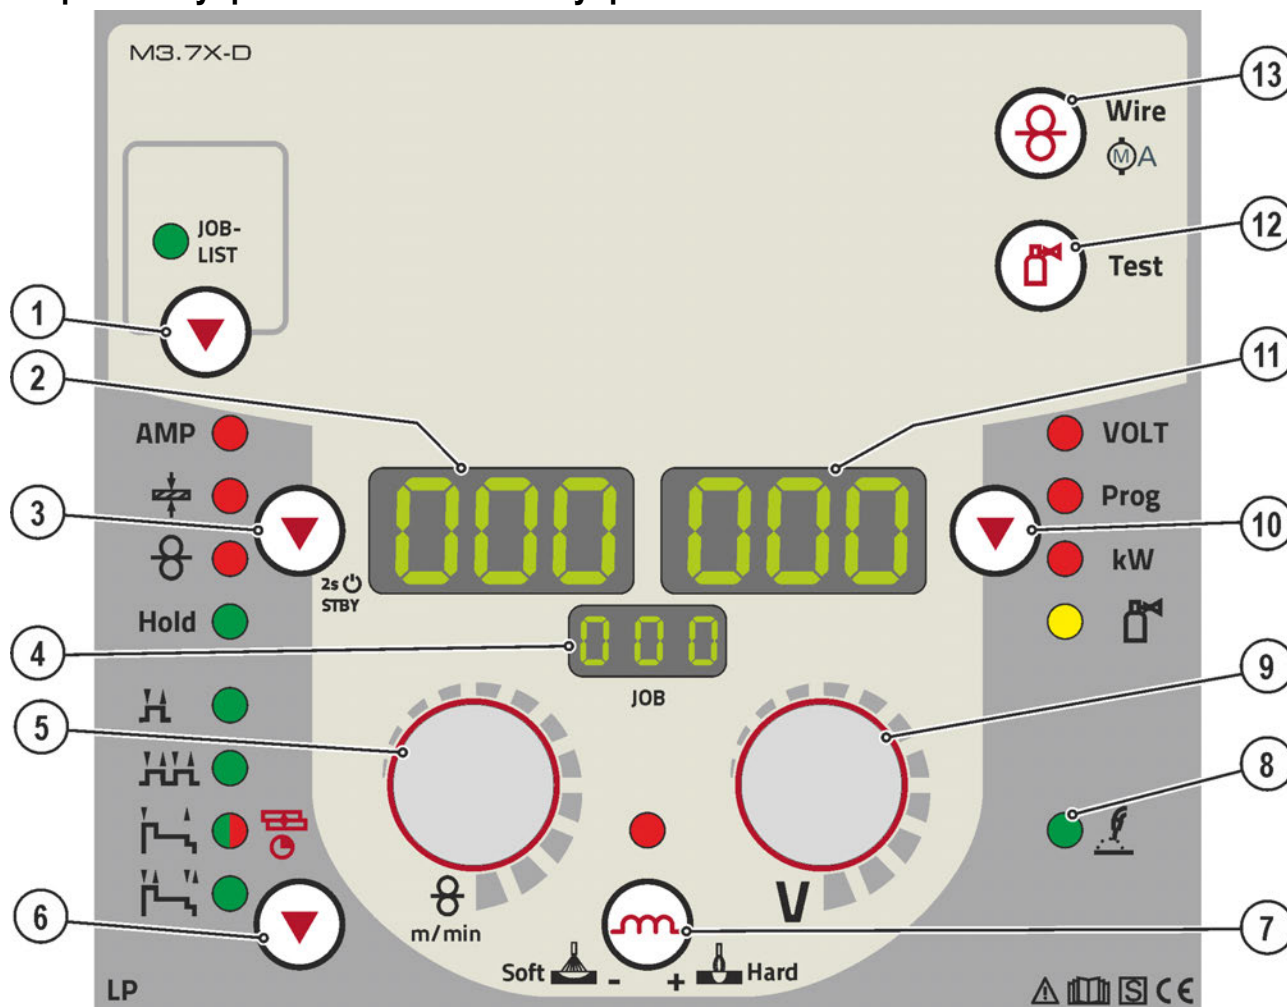 M3.7X-D
13
Wire
M A
JOB-
LIST
12
Test
1
2
11
AMP
VOLT
3
Prog
10
kW
2s
STBY
Hold
000
000
4
000
JOB
9
5
8
6
m/min
V
7
Soft - + Hard
LP
S CE